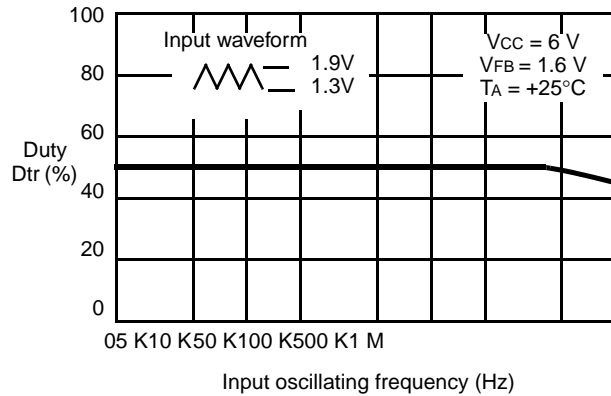 100
Input waveform
1.9V
1.3V
VCC = 6 V
VFB = 1.6 V
TA = +25°C
80
60
Duty
Dtr (%)
40
20
0
05 K10 K50 K100 K500 K1 M
Input oscillating frequency (Hz)